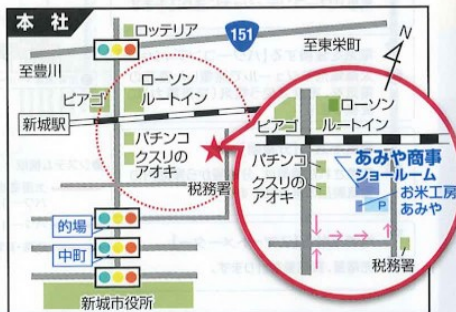 本社
ロッテリア
151
至東栄町
至豊川
N
ピアゴ
ローソン
ルートイン
新城駅
パチンコ
クスリの
アオキ
税務署
的場
中町
新城市役所
ローソン
ルートイン
ピアゴ
パチンコ
クスリの
アオキ
あみや商事
ショールーム
お米工房
あみや
P
税務署